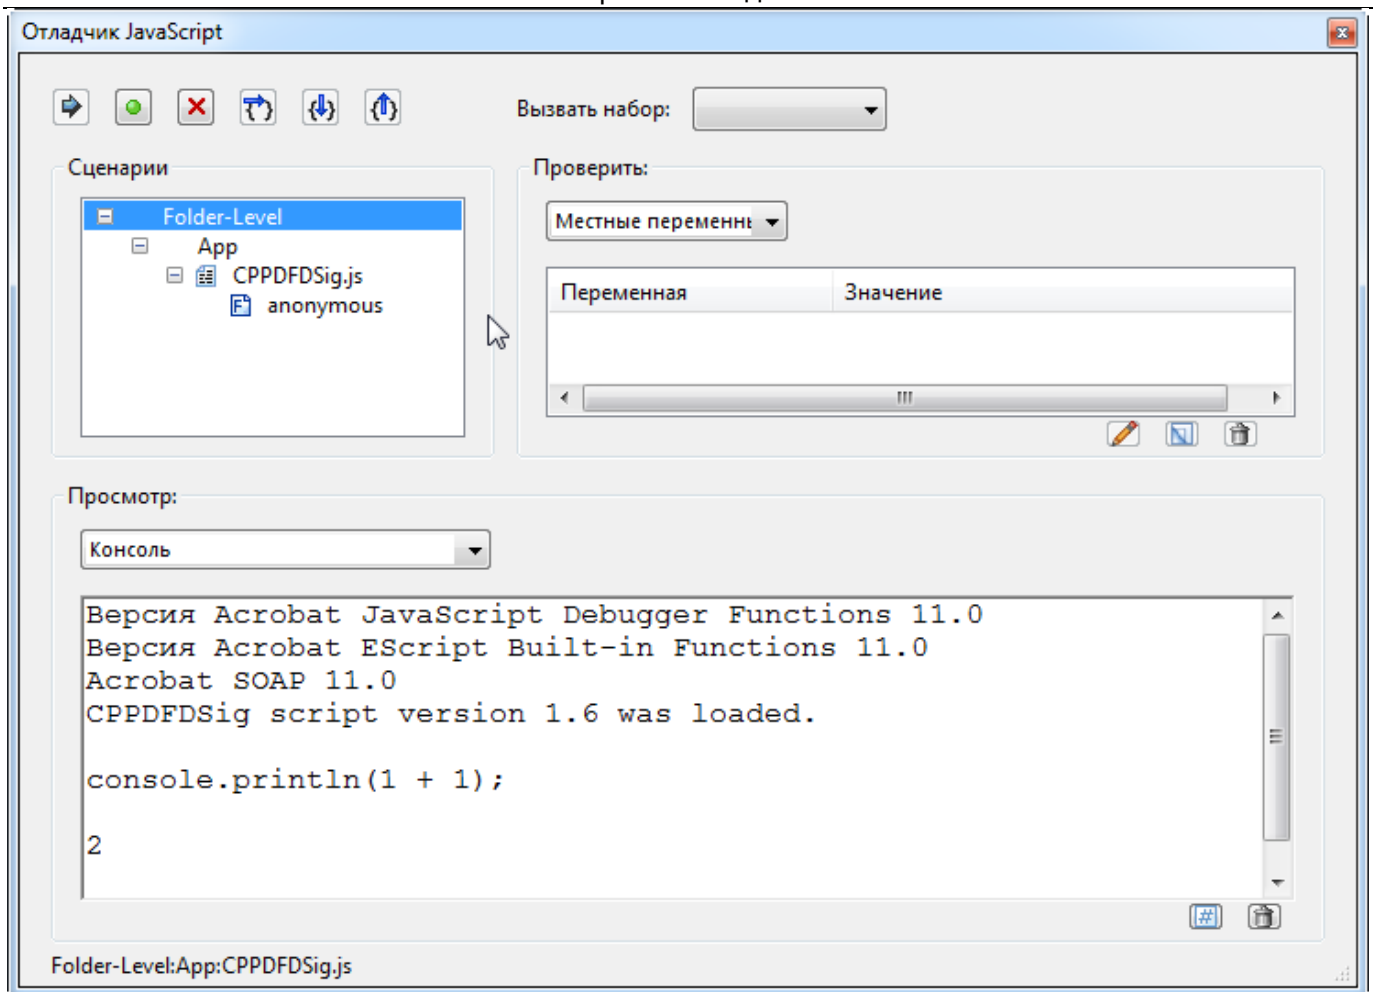 Отладчик JavaScript
Вызвать набор:
Сценарии
Folder-Level
App
CPPDFDSig.js
anonymous
Проверить:
Местные переменны
Переменная Значение
Просмотр:
Консоль
Версия Acrobat JavaScript Debugger Functions 11.0
Версия Acrobat EScript Built-in Functions 11.0
Acrobat SOAP 11.0
CPPDFDSig script version 1.6 was loaded.
console.println(1 + 1);
2
Folder-Level:App:CPPDFDSig.js